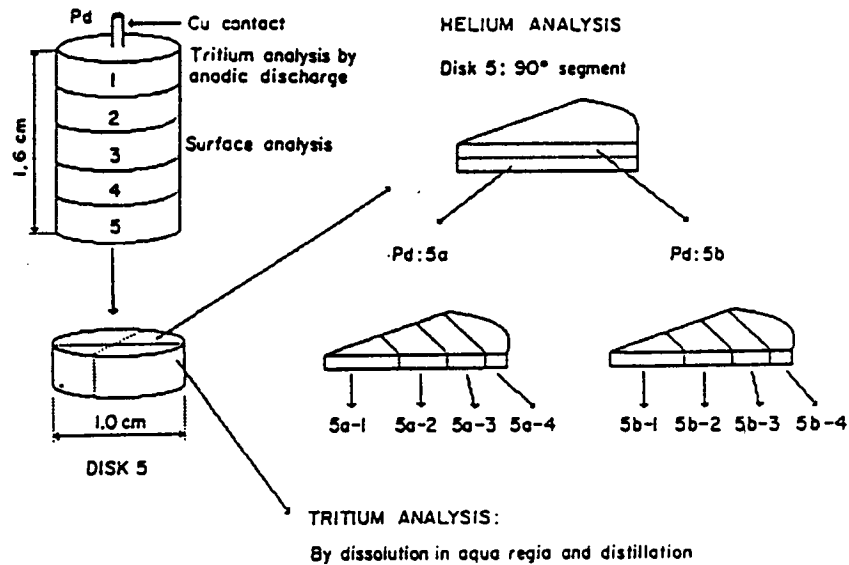 Pd
Cu contact
Tritium analysis by
anodic discharge
1
2
3
4
5
1.6 cm
Surface analysis
1.0 cm
DISK 5
HELIUM ANALYSIS
Disk 5: 90° segment
Pd:5a
Pd:5b
5a-1 5a-2 5a-3 5a-4
5b-1 5b-2 5b-3 5b-4
TRITIUM ANALYSIS:
By dissolution in aqua regia and distillation